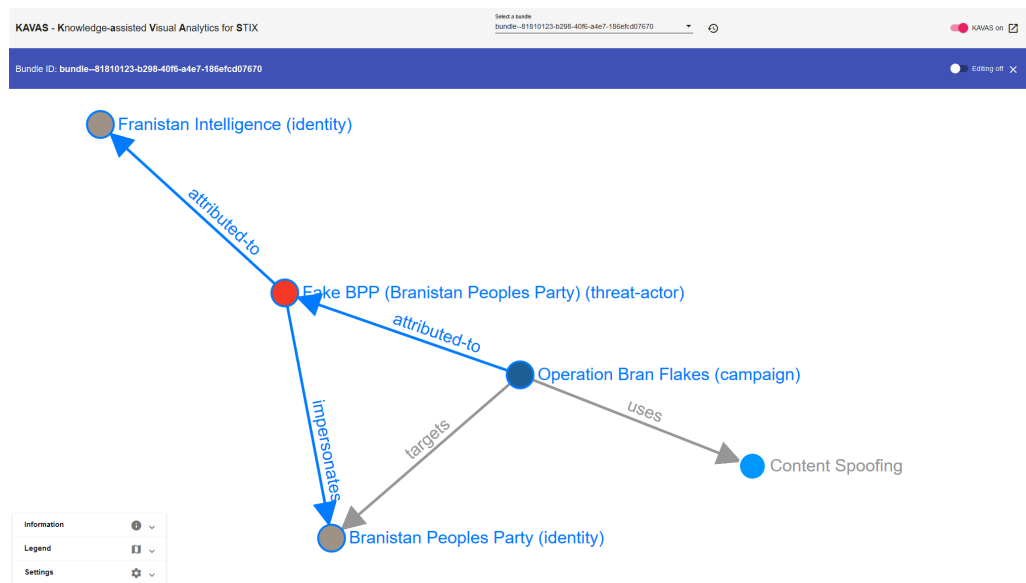 KAVAS - Knowledge-assisted Visual Analytics for STIX
Select a bundle
bundle--81810123-b298-40f6-a4e7-186efcd07670
KAVAS on
Bundle ID: bundle--81810123-b298-40f6-a4e7-186efcd07670
Editing off
Franistan Intelligence (identity)
attributed-to
Fake BPP (Branistan Peoples Party) (threat-actor)
attributed-to
Operation Bran Flakes (campaign)
impersonates
targets
uses
Content Spoofing
Branistan Peoples Party (identity)
Information
Legend
Settings